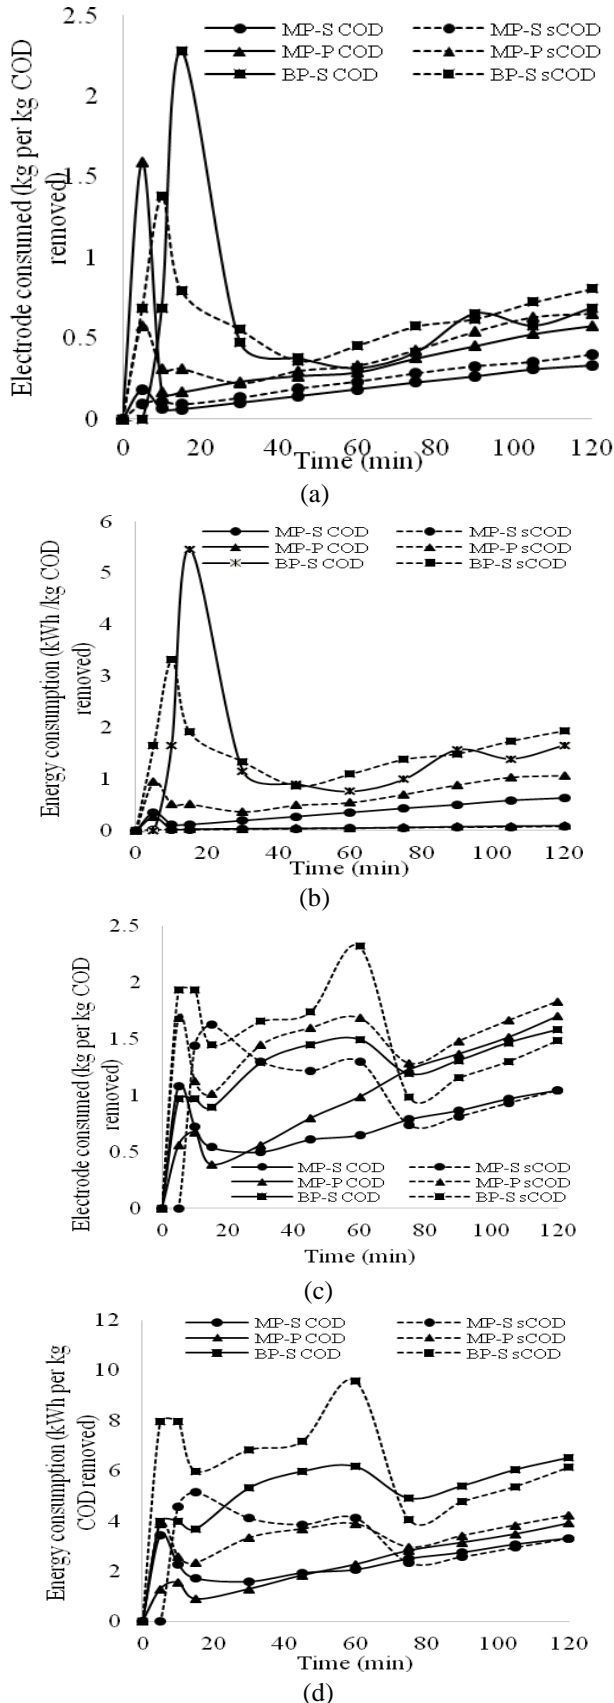 2.5
MP-S COD
MP-S sCOD
MP-P COD
MP-P sCOD
BP-S COD
BP-S sCOD
2
1.5
1
0.5
0
Electrode consumed (kg per kg COD
removed)
0 20 40 60 80 100 120
Time (min)
(a)
6
MP-S COD
MP-S sCOD
MP-P COD
MP-P sCOD
BP-S COD
BP-S sCOD
5
4
3
2
1
0
Energy consumption (kWh /kg COD
removed)
0 20 40 60 80 100 120
Time (min)
(b)
2.5
2
1.5
1
0.5
0
Electrode consumed (kg per kg COD
removed)
MP-S COD
MP-S sCOD
MP-P COD
MP-P sCOD
BP-S COD
BP-S sCOD
0 20 40 60 80 100 120
Time (min)
(c)
12
MP-S COD
MP-S sCOD
MP-P COD
MP-P sCOD
BP-S COD
BP-S sCOD
10
8
6
4
2
0
Energy consumption (kWh per kg
COD removed)
0 20 40 60 80 100 120
Time (min)
(d)